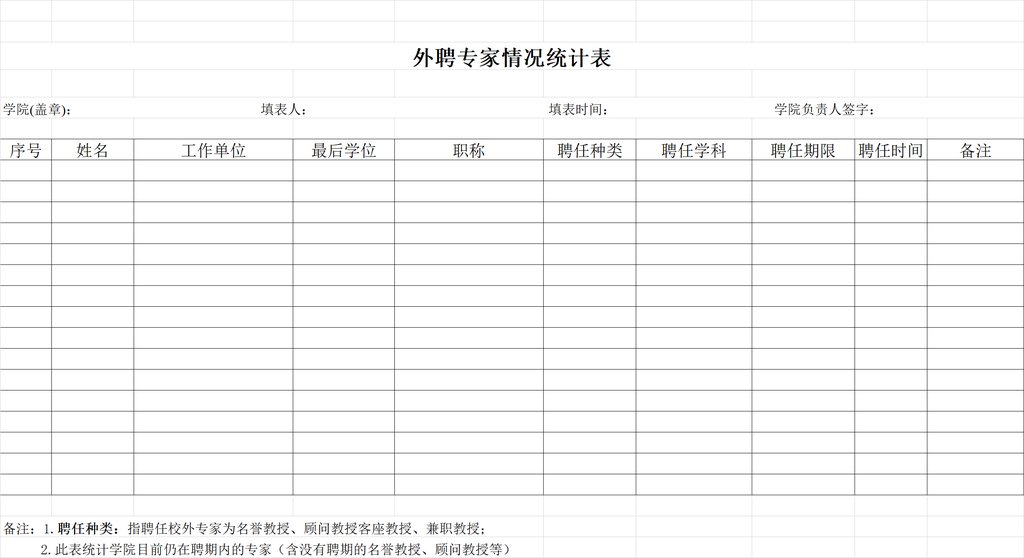 外聘专家情况统计表
学院(盖章): 填表人: 填表时间: 学院负责人签字:
序号 姓名 工作单位 最后学位 职称 聘任种类 聘任学科 聘任期限 聘任时间 备注
备注: 1.聘任种类: 指聘任校外专家为名誉教授、顾问教授客座教授、兼职教授;
2.此表统计学院目前仍在聘期内的专家（含没有聘期的名誉教授、顾问教授等）